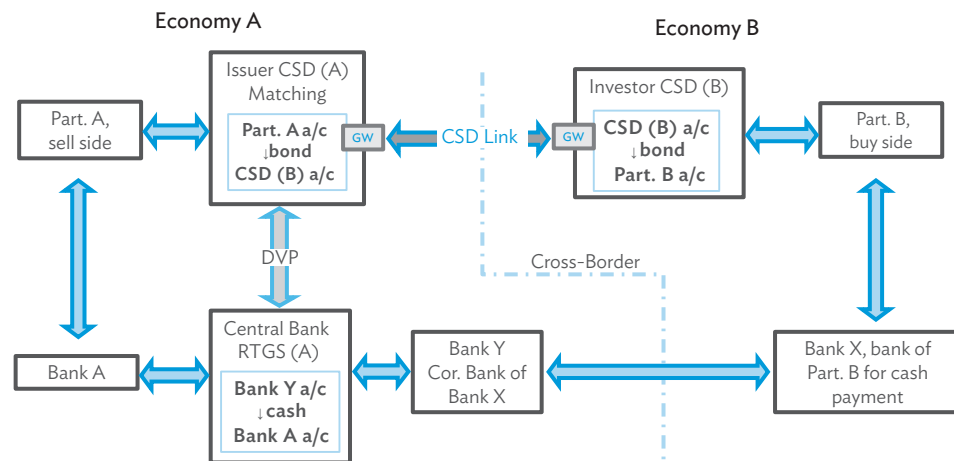 Economy A
Economy B
Issuer CSD (A)
Matching
Part. A a/c
↓bond
CSD (B) a/c
GW
Part. A,
sell side
CSD Link
GW
Investor CSD (B)
CSD (B) a/c
↓bond
Part. B a/c
Part. B,
buy side
DVP
Cross-Border
Bank A
Central Bank
RTGS (A)
Bank Y a/c
↓cash
Bank A a/c
Bank Y
Cor. Bank of
Bank X
Bank X, bank of
Part. B for cash
payment